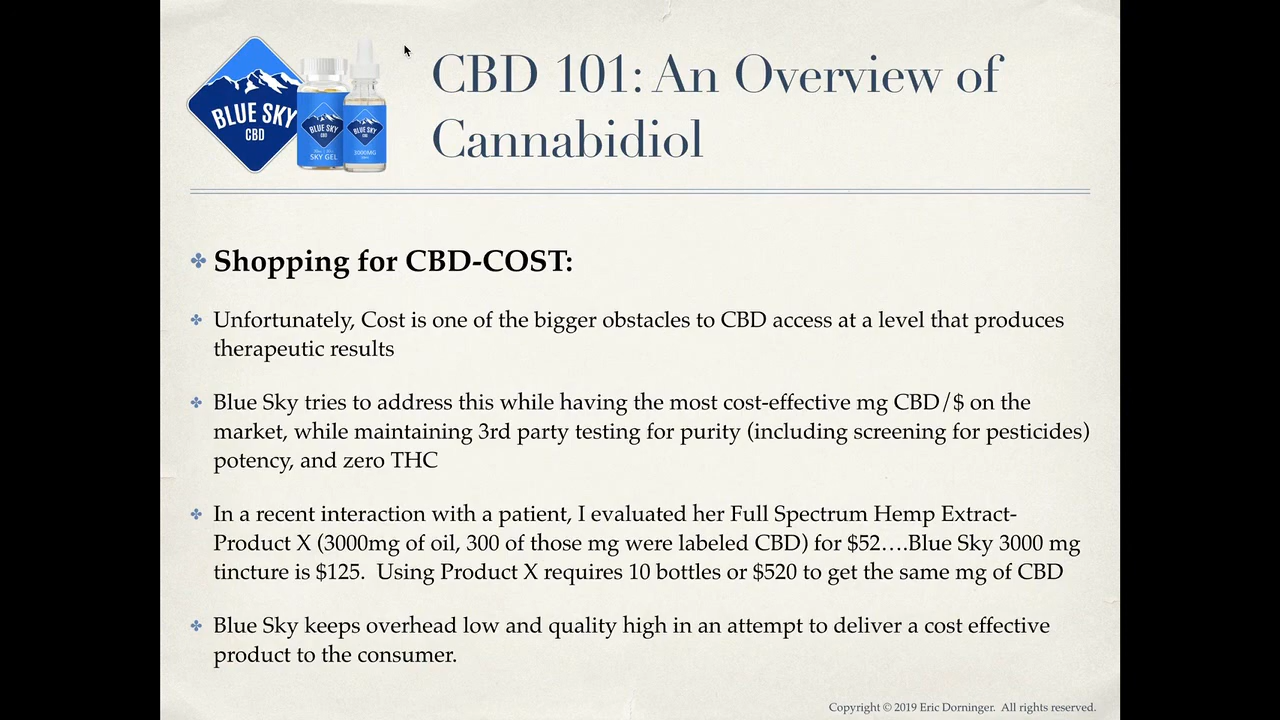 BLUE SKY
CBD
BLUE SKY
CBD
SKY GEL
BLUE SKY
CBD
3000MG
CBD 101: An Overview of
Cannabidiol
Shopping for CBD-COST:
Unfortunately, Cost is one of the bigger obstacles to CBD access at a level that produces
therapeutic results
Blue Sky tries to address this while having the most cost-effective mg CBD/$ on the
market, while maintaining 3rd party testing for purity (including screening for pesticides)
potency, and zero THC
In a recent interaction with a patient, I evaluated her Full Spectrum Hemp Extract-
Product X (3000mg of oil, 300 of those mg were labeled CBD) for $52....Blue Sky 3000 mg
tincture is $125.  Using Product X requires 10 bottles or $520 to get the same mg of CBD
Blue Sky keeps overhead low and quality high in an attempt to deliver a cost effective
product to the consumer.
Copyright © 2019 Eric Dorninger.  All rights reserved.